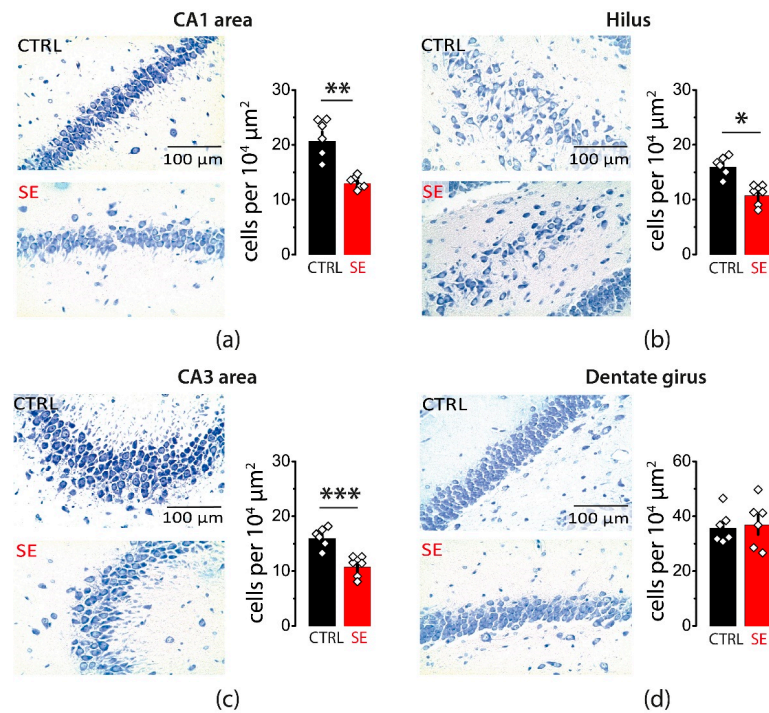 CA1 area
CTRL
100 µm
SE
cells per 10⁴ µm²
30
20
10
0
**
CTRL SE
(a)
Hilus
CTRL
100 µm
SE
cells per 10⁴ µm²
30
20
10
0
*
CTRL SE
(b)
CA3 area
CTRL
100 µm
SE
cells per 10⁴ µm²
30
20
10
0
***
CTRL SE
(c)
Dentate girus
CTRL
100 µm
SE
cells per 10⁴ µm²
60
40
20
0
CTRL SE
(d)